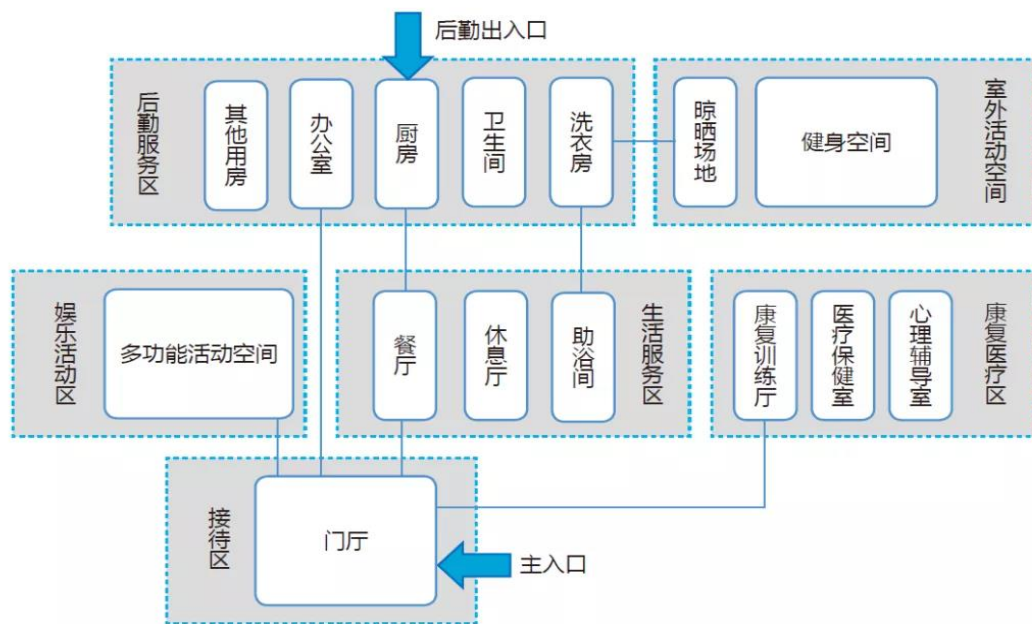 后勤出入口
后勤服务区
其他用房
办公室
厨房
卫生间
洗衣房
晾晒场地
健身空间
室外活动空间
娱乐活动区
多功能活动空间
餐厅
休息厅
助浴间
生活服务区
康复训练厅
医疗保健室
心理辅导室
康复医疗区
接待区
门厅
主入口